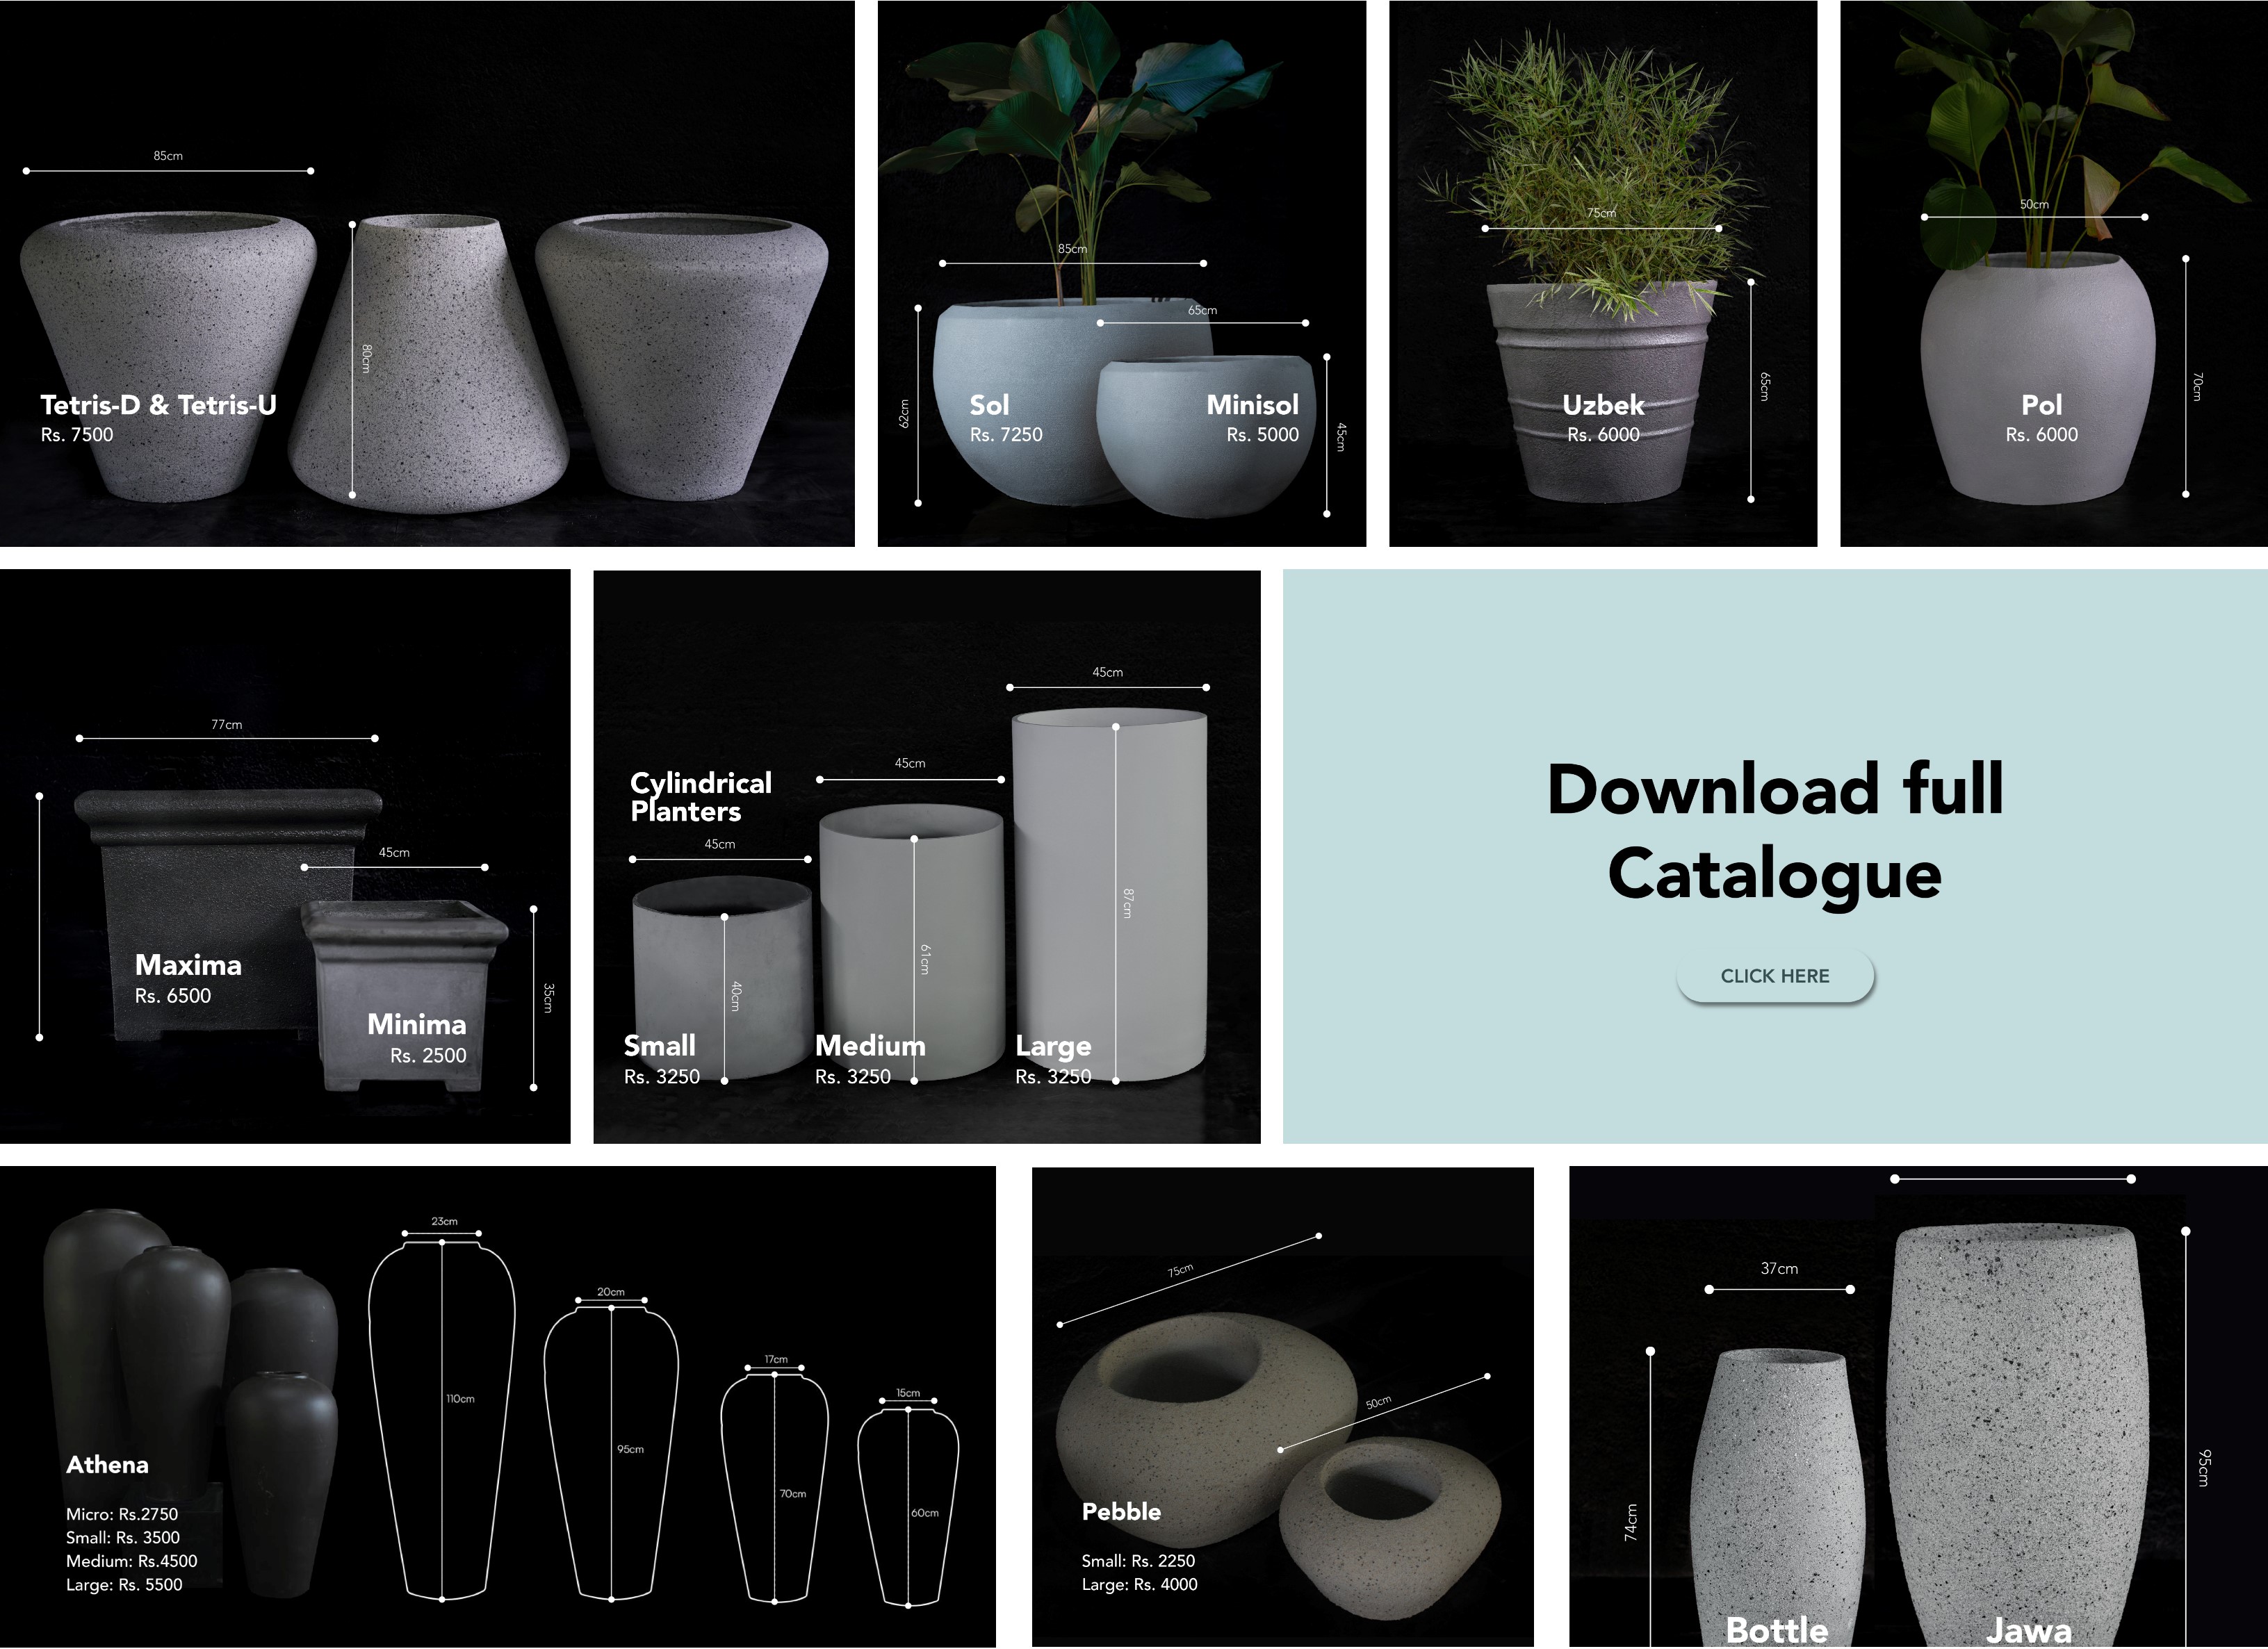 85cm
80cm
Tetris-D & Tetris-U
Rs. 7500
85cm
65cm
62cm
45cm
Sol
Rs. 7250
Minisol
Rs. 5000
75cm
65cm
Uzbek
Rs. 6000
50cm
70cm
Pol
Rs. 6000
77cm
45cm
35cm
Maxima
Rs. 6500
Minima
Rs. 2500
Cylindrical
Planters
45cm
45cm
45cm
40cm
61cm
87cm
Small
Rs. 3250
Medium
Rs. 3250
Large
Rs. 3250
Download full
Catalogue
CLICK HERE
23cm
20cm
17cm
15cm
110cm
95cm
70cm
60cm
Athena
Micro: Rs.2750
Small: Rs. 3500
Medium: Rs.4500
Large: Rs. 5500
75cm
50cm
Pebble
Small: Rs. 2250
Large: Rs. 4000
37cm
74cm
95cm
Bottle
Jawa